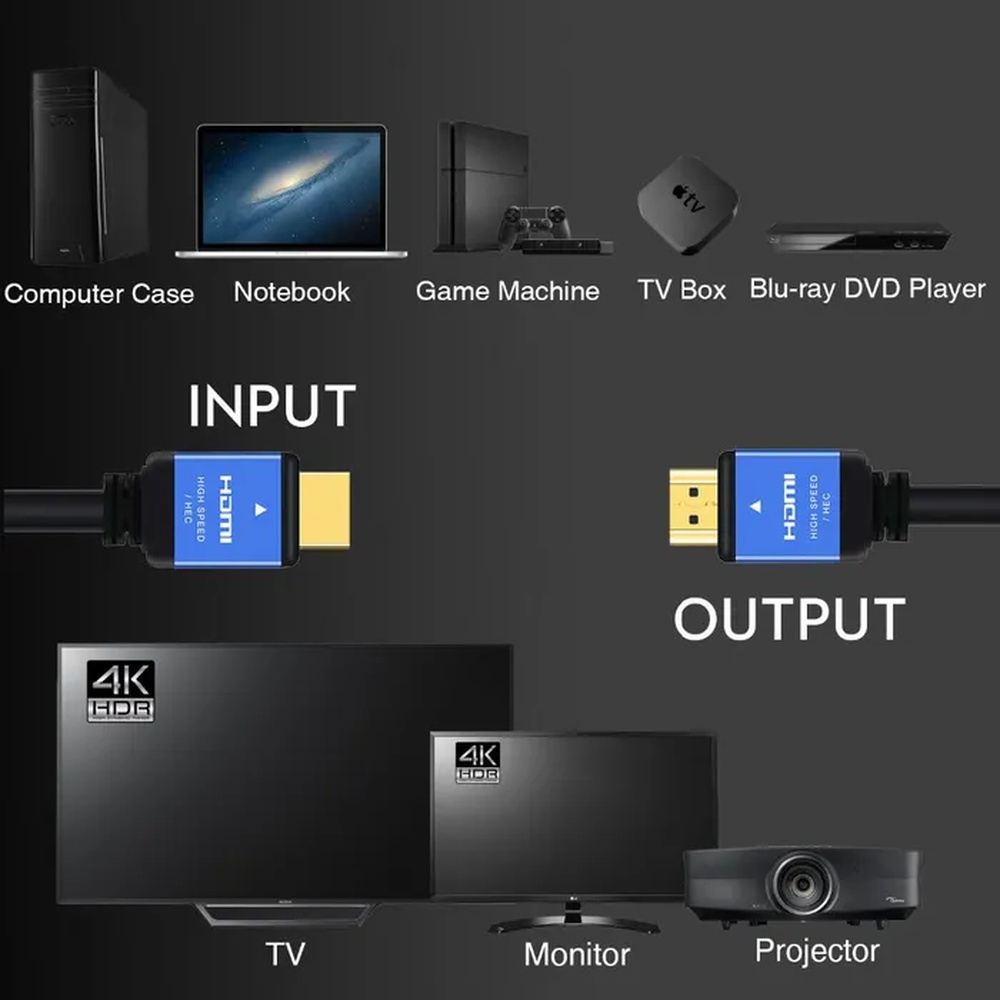 tv
Computer Case
Notebook
Game Machine
TV Box
Blu-ray DVD Player
INPUT
HDMI
HIGH SPEED
/ HEC
HDMI
HIGH SPEED
/ HEC
OUTPUT
4K
HDR
4K
HDR
TV
Monitor
Projector